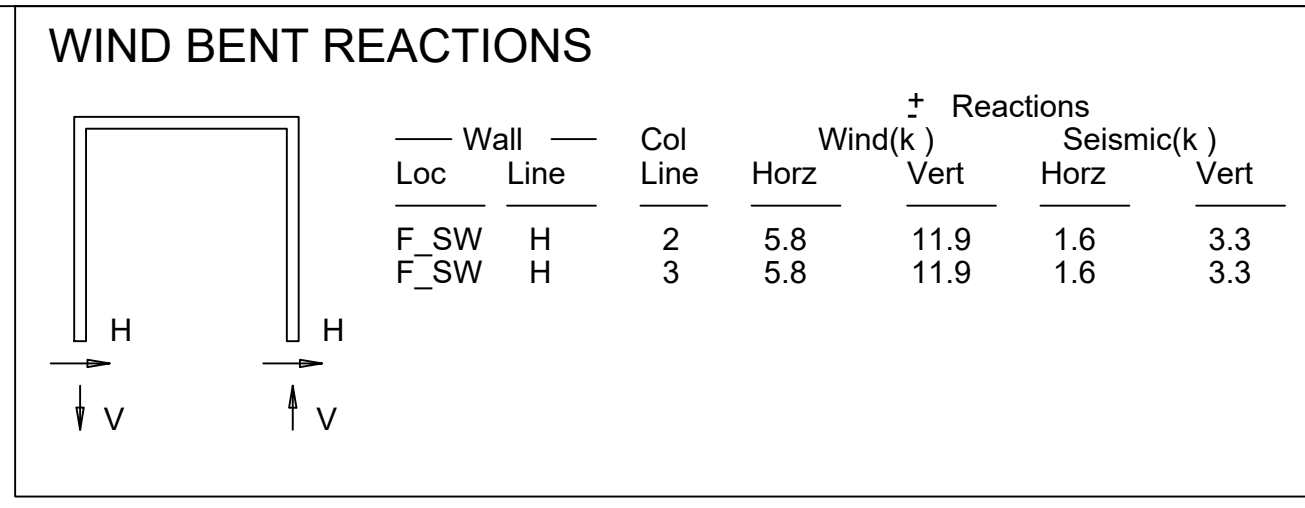 WIND BENT REACTIONS
± Reactions
Wall Col Wind(k ) Seismic(k )
Loc Line Line Horz Vert Horz Vert
F_SW H 2 5.8 11.9 1.6 3.3
F_SW H 3 5.8 11.9 1.6 3.3
H H
V V